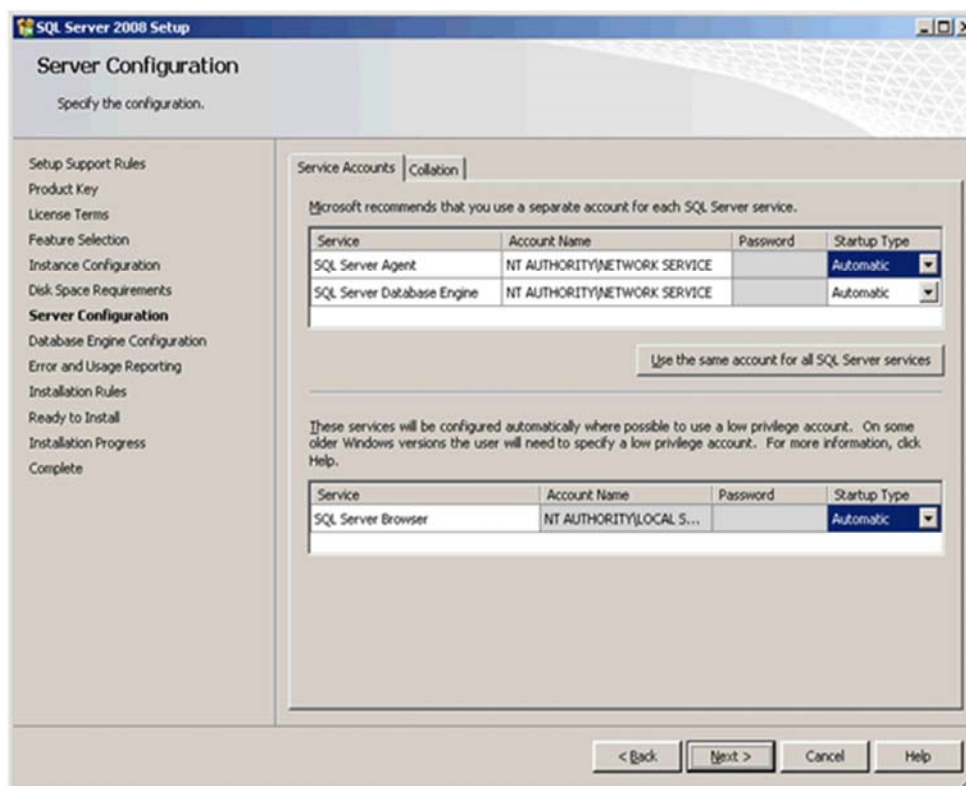 SQL Server 2008 Setup
Server Configuration
Specify the configuration.
Setup Support Rules
Product Key
License Terms
Feature Selection
Instance Configuration
Disk Space Requirements
Server Configuration
Database Engine Configuration
Error and Usage Reporting
Installation Rules
Ready to Install
Installation Progress
Complete
Service Accounts Collation
Microsoft recommends that you use a separate account for each SQL Server service.
Service Account Name Password Startup Type
SQL Server Agent NT AUTHORITY\NETWORK SERVICE Automatic
SQL Server Database Engine NT AUTHORITY\NETWORK SERVICE Automatic
Use the same account for all SQL Server services
These services will be configured automatically where possible to use a low privilege account. On some
older Windows versions the user will need to specify a low privilege account. For more information, click
Help.
Service Account Name Password Startup Type
SQL Server Browser NT AUTHORITY\LOCAL S... Automatic
< Back Next > Cancel Help